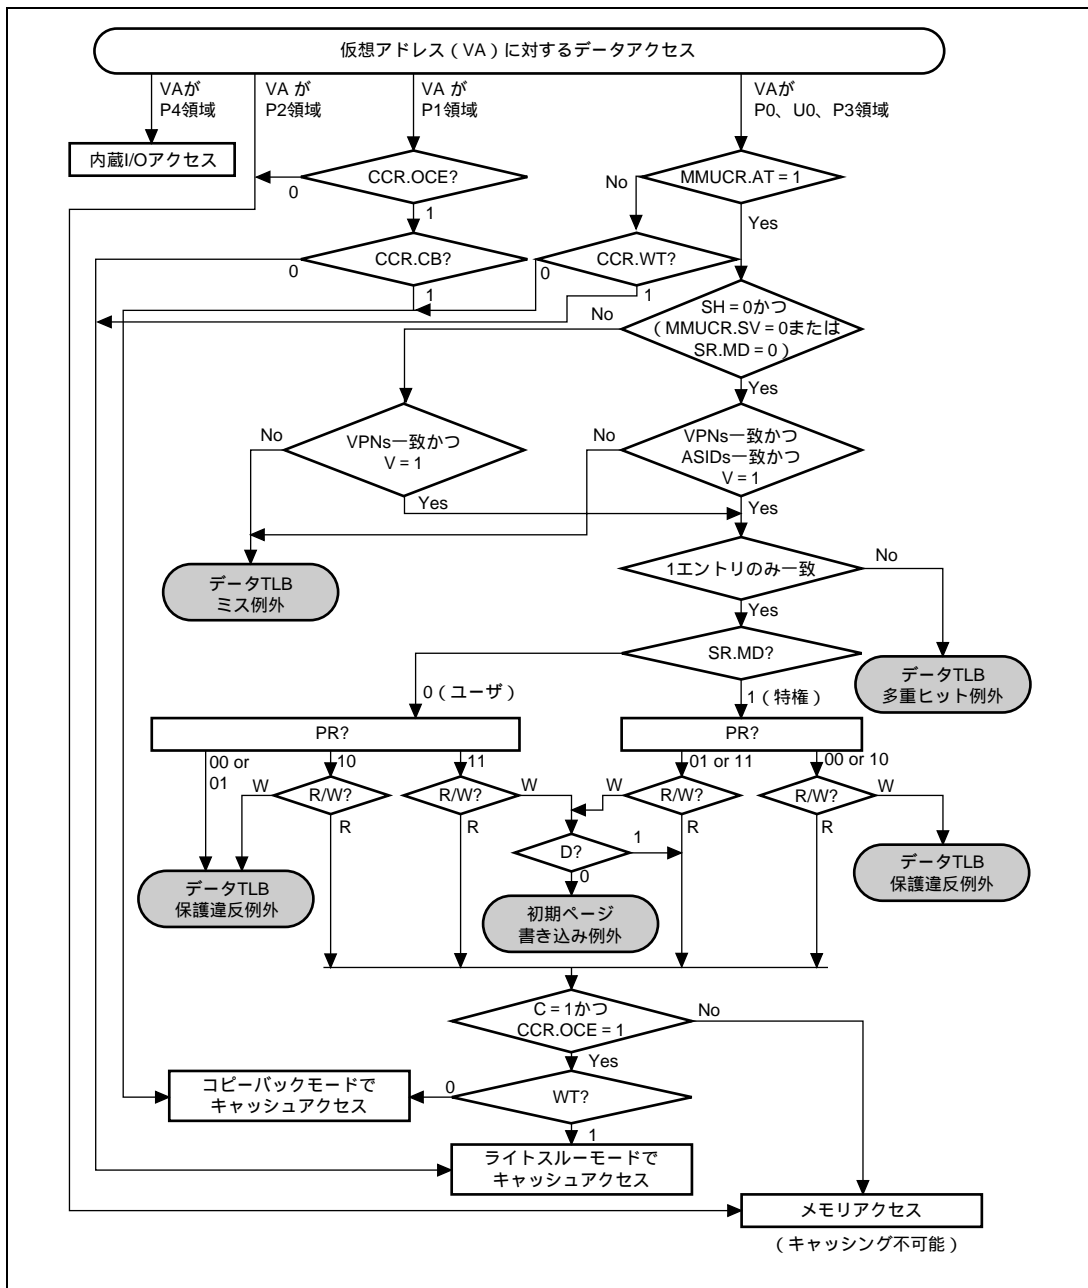 仮想アドレス（VA）に対するデータアクセス
VAが
P4領域
VA が
P2領域
VA が
P1領域
VAが
P0、U0、P3領域
内蔵I/Oアクセス
CCR.OCE?
0
1
MMUCR.AT = 1
No
Yes
CCR.CB?
0
1
CCR.WT?
0
1
SH = 0かつ
（MMUCR.SV = 0または
SR.MD = 0）
No
Yes
VPNs一致かつ
V = 1
No
Yes
VPNs一致かつ
ASIDs一致かつ
V = 1
No
Yes
データTLB
ミス例外
1エントリのみ一致
No
Yes
SR.MD?
データTLB
多重ヒット例外
0（ユーザ）
1（特権）
PR?
PR?
00 or
01
10
11
01 or 11
00 or 10
W
R/W?
R
R/W?
W
R
W
R/W?
R
R/W?
W
R
D?
1
0
データTLB
保護違反例外
初期ページ
書き込み例外
データTLB
保護違反例外
C = 1かつ
CCR.OCE = 1
No
Yes
コピーバックモードで
キャッシュアクセス
0
WT?
1
ライトスルーモードで
キャッシュアクセス
メモリアクセス
（キャッシング不可能）